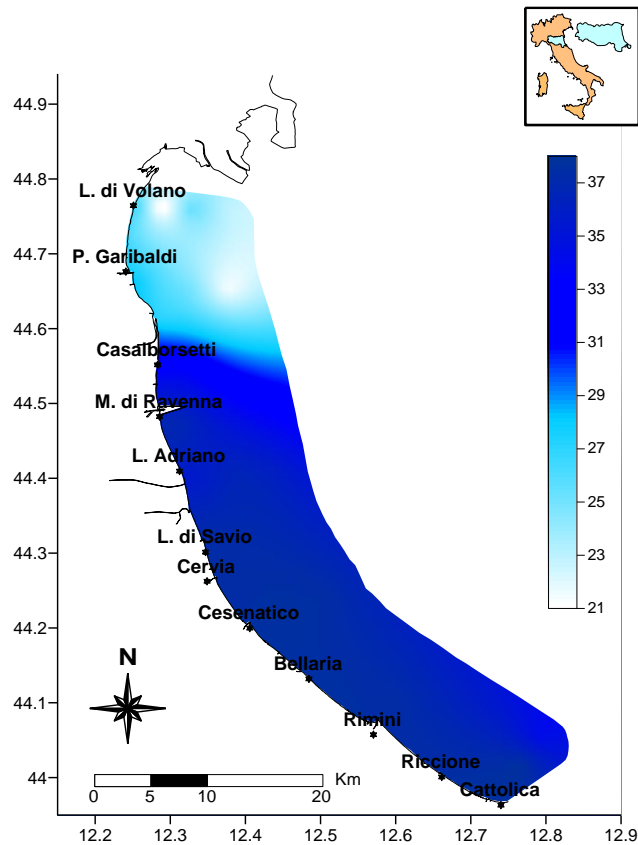 44.9
44.8
44.7
44.6
44.5
44.4
44.3
44.2
44.1
44
L. di Volano
P. Garibaldi
Casalborsetti
M. di Ravenna
L. Adriano
L. di Savio
Cervia
Cesenatico
Bellaria
Rimini
Riccione
Cattolica
N
Km
0 5 10 20
12.2 12.3 12.4 12.5 12.6 12.7 12.8 12.9
37
35
33
31
29
27
25
23
21